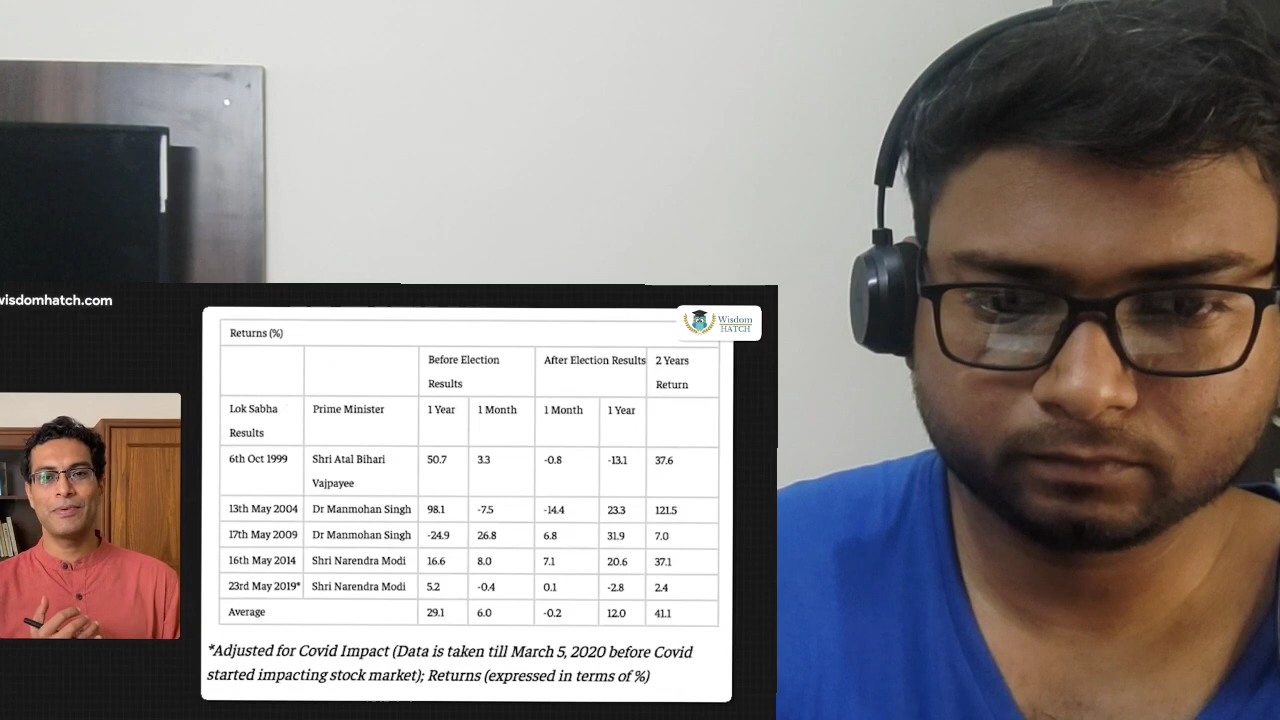 wisdomhatch.com
Wisdom
HATCH
Returns (%)
Before Election Results | After Election Results | 2 Years Return
Lok Sabha Results | Prime Minister | 1 Year | 1 Month | 1 Month | 1 Year
6th Oct 1999 | Shri Atal Bihari Vajpayee | 50.7 | 3.3 | -0.8 | -13.1 | 37.6
13th May 2004 | Dr Manmohan Singh | 98.1 | -7.5 | -14.4 | 23.3 | 121.5
17th May 2009 | Dr Manmohan Singh | -24.9 | 26.8 | 6.8 | 31.9 | 7.0
16th May 2014 | Shri Narendra Modi | 16.6 | 8.0 | 7.1 | 20.6 | 37.1
23rd May 2019* | Shri Narendra Modi | 5.2 | -0.4 | 0.1 | -2.8 | 2.4
Average | 29.1 | 6.0 | -0.2 | 12.0 | 41.1
*Adjusted for Covid Impact (Data is taken till March 5, 2020 before Covid
started impacting stock market); Returns (expressed in terms of %)